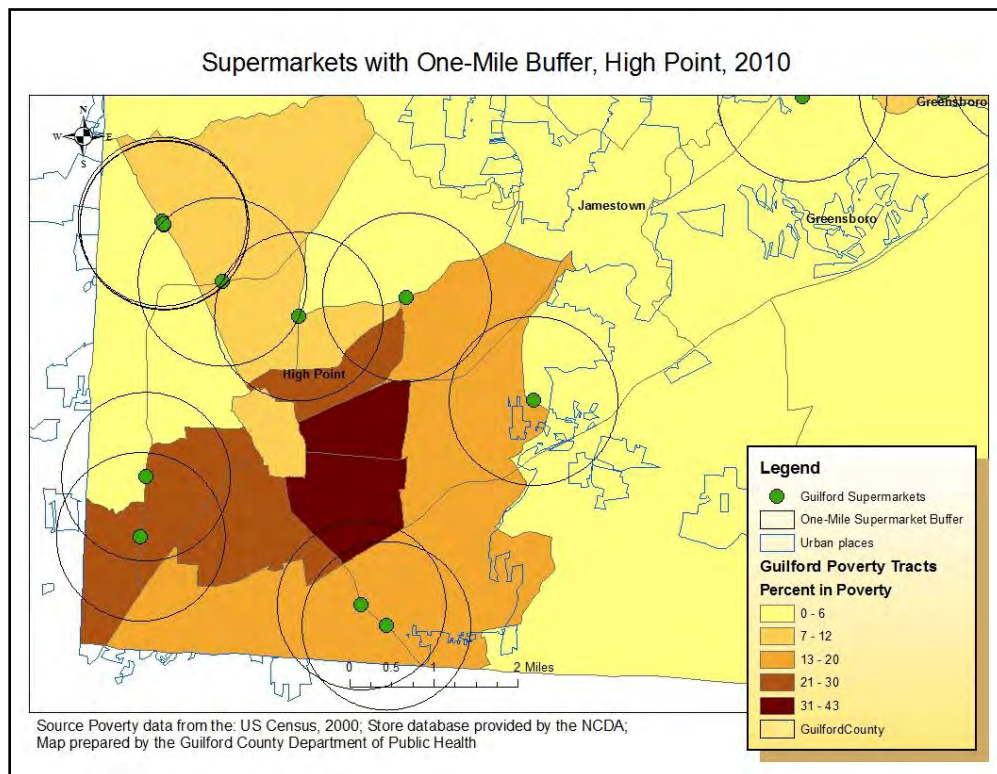 Supermarkets with One-Mile Buffer, High Point, 2010
Greensboro
N
W E
S
Jamestown
Greensboro
High Point
Legend
Guilford Supermarkets
One-Mile Supermarket Buffer
Urban places
Guilford Poverty Tracts
Percent in Poverty
0 - 6
7 - 12
13 - 20
21 - 30
31 - 43
GuilfordCounty
0 0.5 1 2 Miles
Source Poverty data from the: US Census, 2000; Store database provided by the NCDA;
Map prepared by the Guilford County Department of Public Health